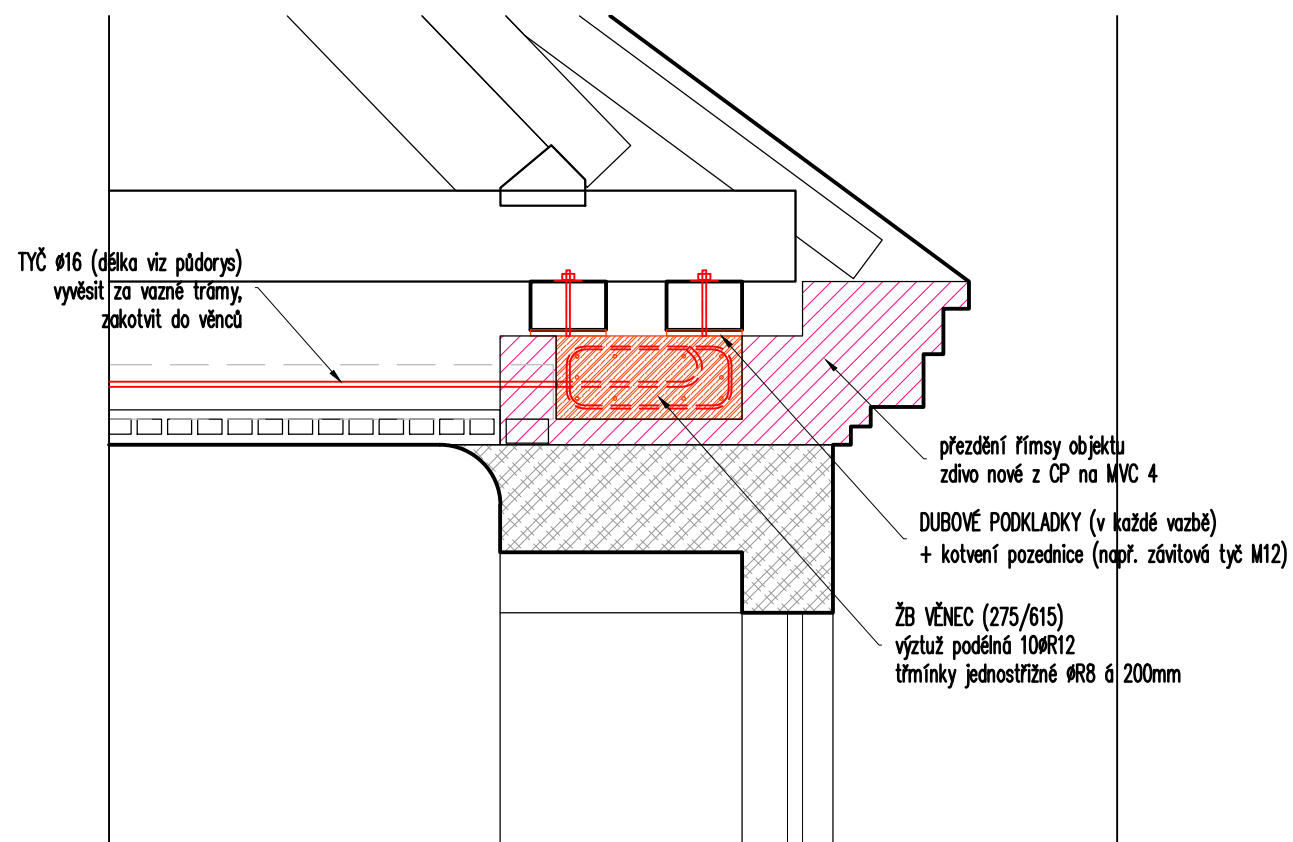 TYČ ø16 (délka viz půdorys)
vyvěsit za vazné trámy,
zakotvit do věnců
přezdění římsy objektu
zdivo nové z CP na MVC 4
DUBOVÉ PODKLADKY (v každé vazbě)
+ kotvení pozednice (např. závitová tyč M12)
ŽB VĚNEC (275/615)
výztuž podélná 10øR12
třmínky jednostřižné øR8 á 200mm